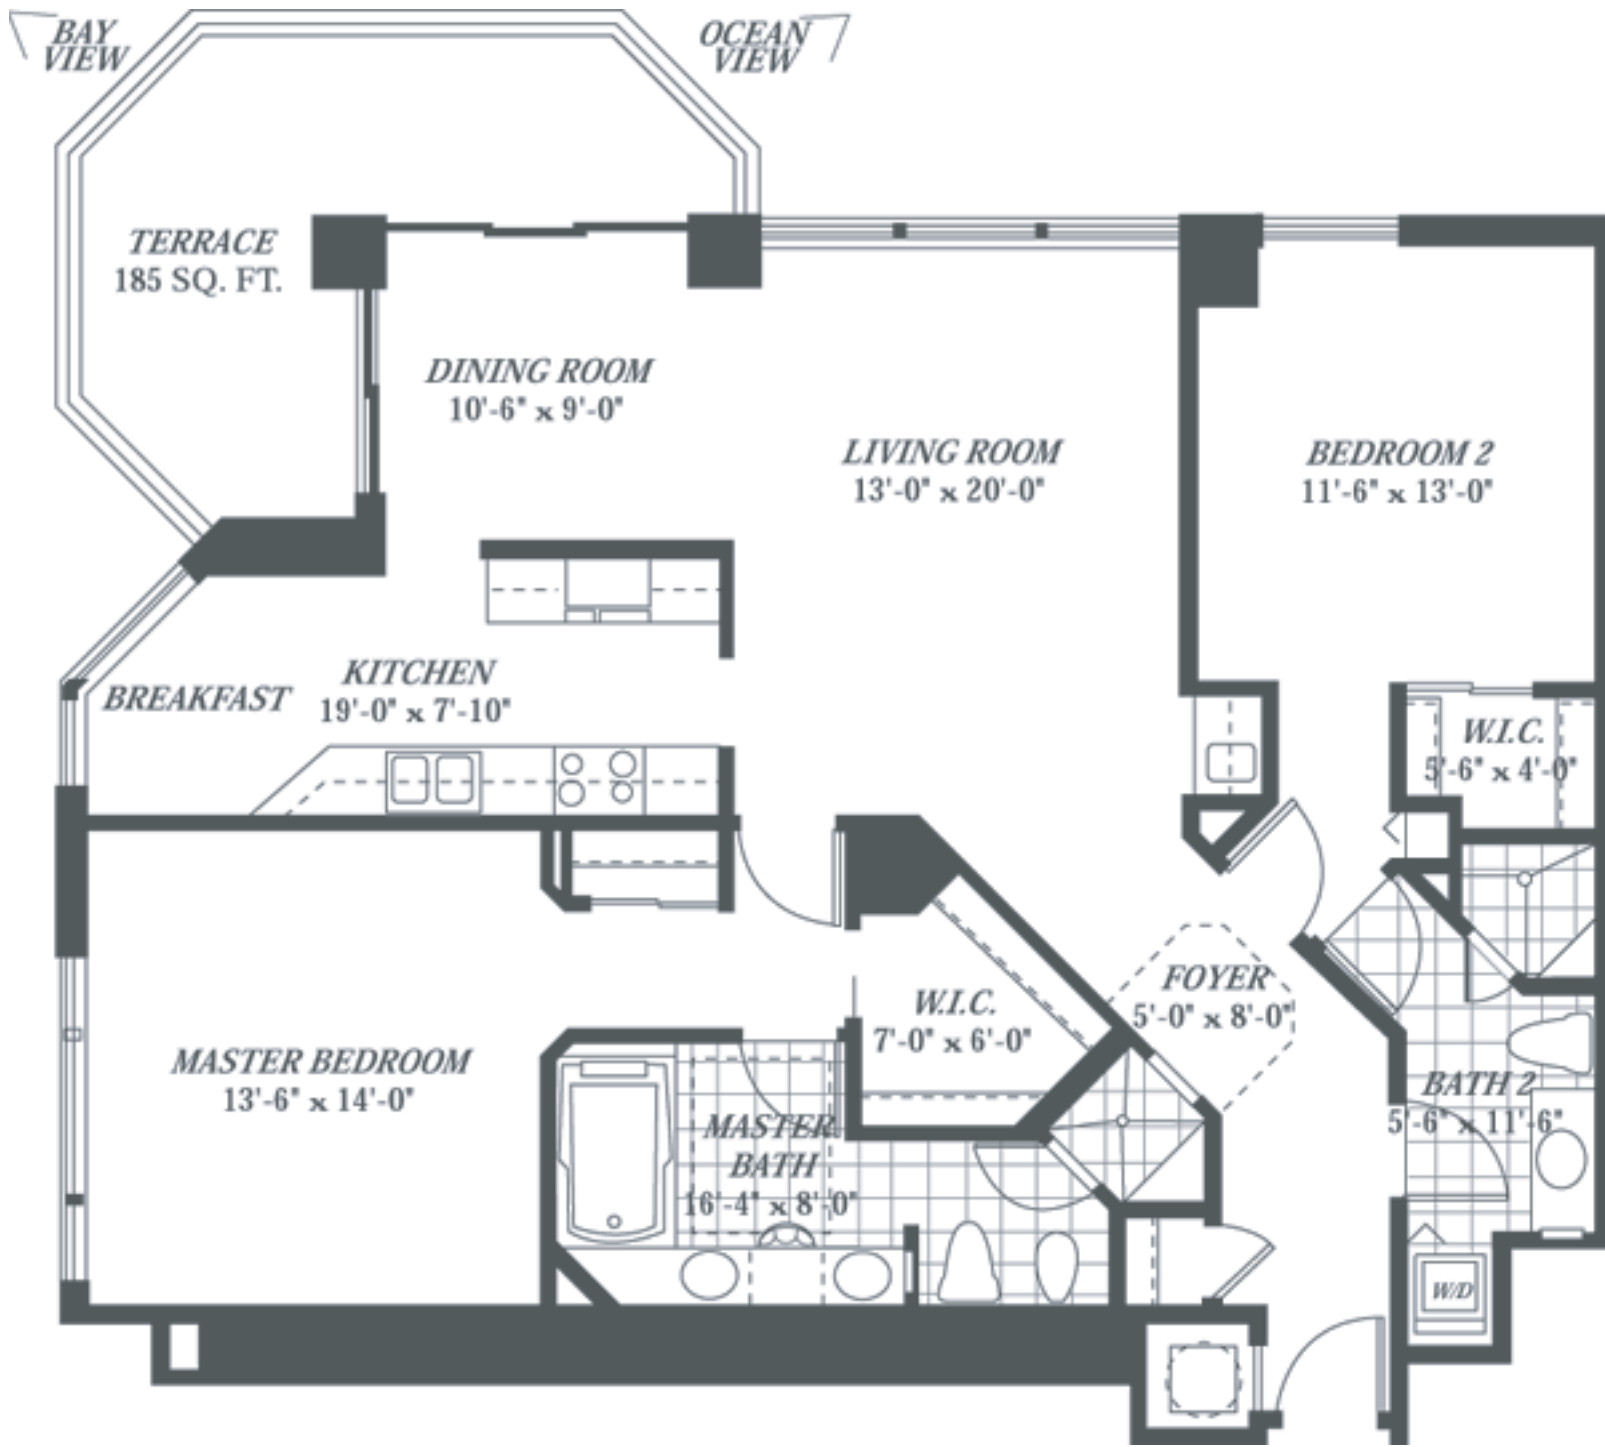 BAY
VIEW
OCEAN
VIEW
TERRACE
185 SQ. FT.
DINING ROOM
10'-6" x 9'-0"
LIVING ROOM
13'-0" x 20'-0"
BEDROOM 2
11'-6" x 13'-0"
KITCHEN
19'-0" x 7'-10"
BREAKFAST
W.I.C.
5'-6" x 4'-0"
FOYER
5'-0" x 8'-0"
W.I.C.
7'-0" x 6'-0"
MASTER BEDROOM
13'-6" x 14'-0"
MASTER
BATH
16'-4" x 8'-0"
BATH 2
5'-6" x 11'-6"
W/D